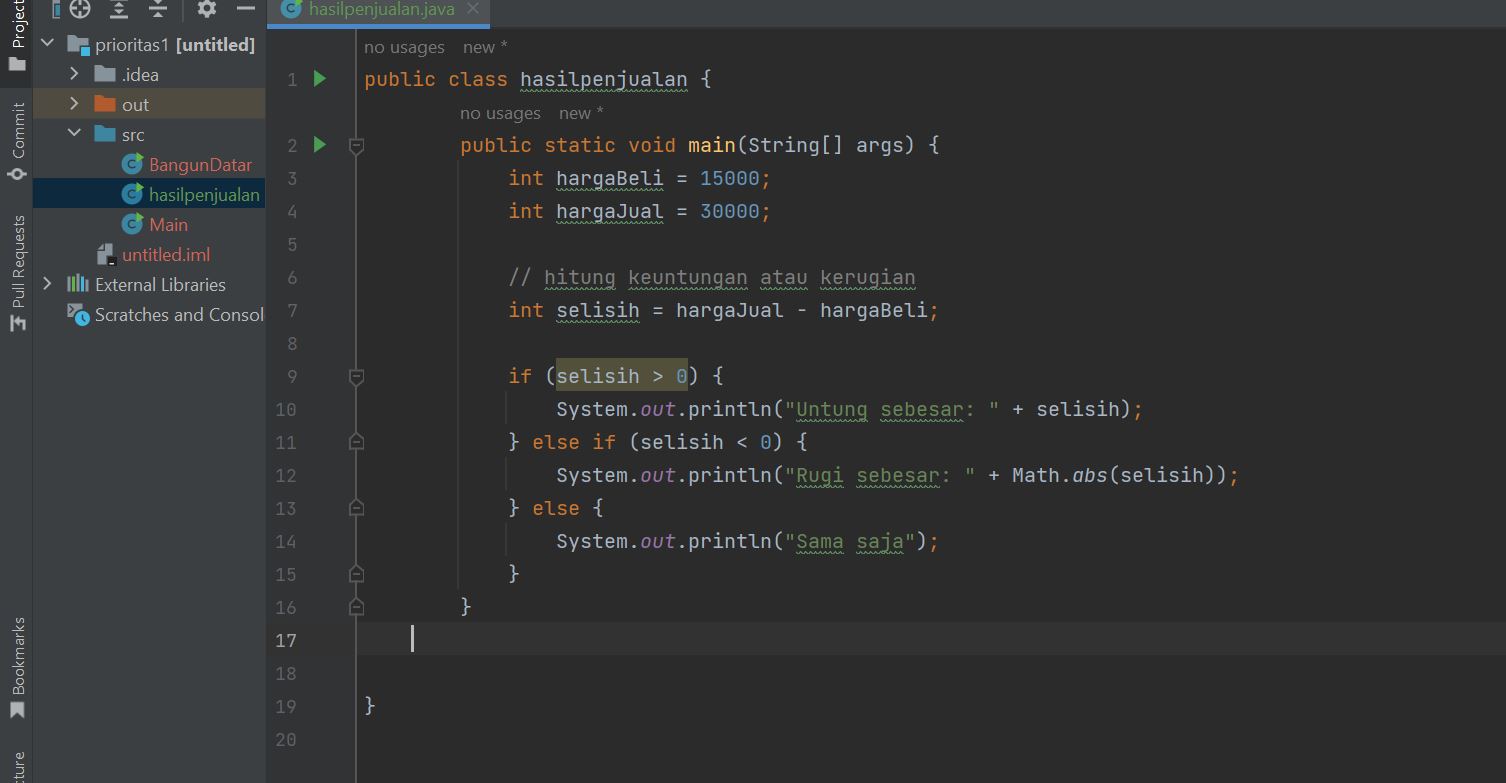 Project
Commit
Pull Requests
Bookmarks
prioritas1 [untitled]
.idea
out
src
BangunDatar
hasilpenjualan
Main
untitled.iml
External Libraries
Scratches and Consol
hasilpenjualan.java
no usages new *
1 public class hasilpenjualan {
no usages new *
2 public static void main(String[] args) {
3 int hargaBeli = 15000;
4 int hargaJual = 30000;
5
6 // hitung keuntungan atau kerugian
7 int selisih = hargaJual - hargaBeli;
8
9 if (selisih > 0) {
10 System.out.println("Untung sebesar: " + selisih);
11 } else if (selisih < 0) {
12 System.out.println("Rugi sebesar: " + Math.abs(selisih));
13 } else {
14 System.out.println("Sama saja");
15 }
16 }
17
18
19 }
20